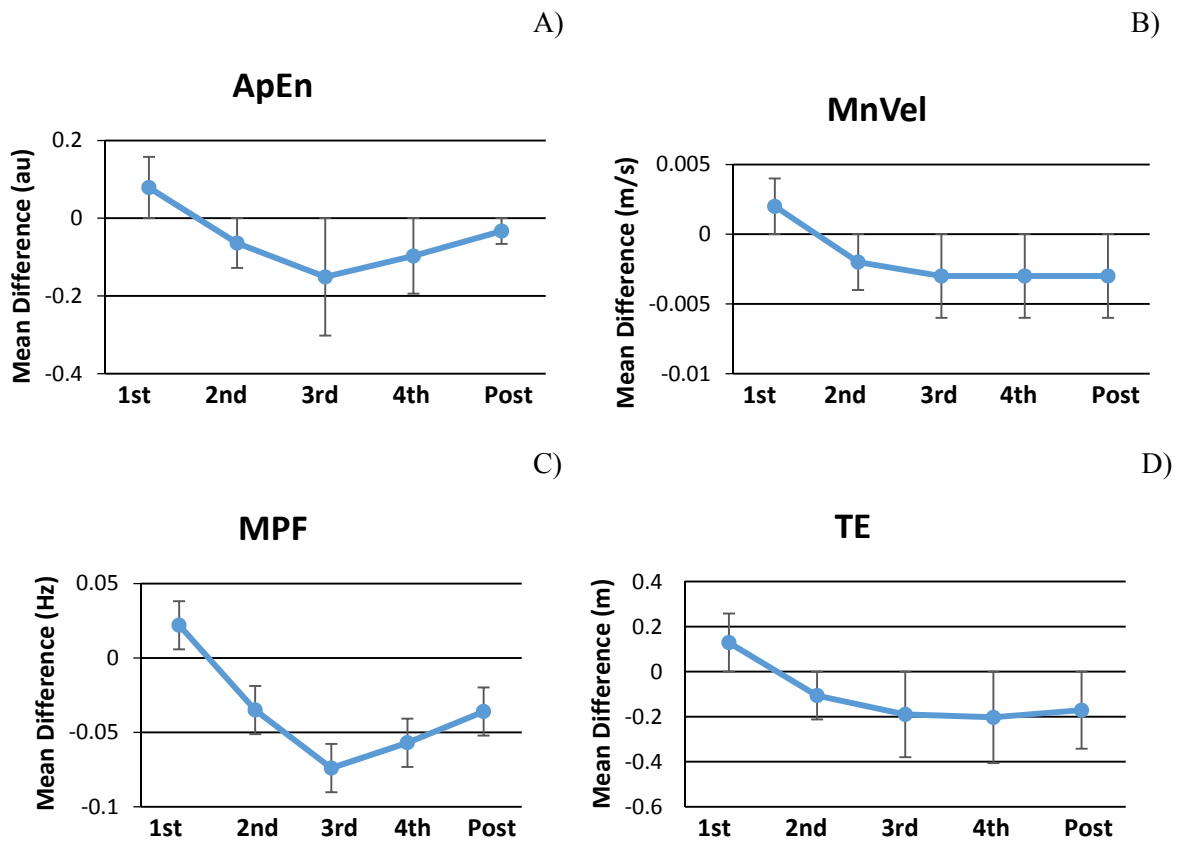 A)
ApEn
Mean Difference (au)
0.2
0
-0.2
-0.4
1st 2nd 3rd 4th Post
B)
MnVel
Mean Difference (m/s)
0.005
0
-0.005
-0.01
1st 2nd 3rd 4th Post
C)
MPF
Mean Difference (Hz)
0.05
0
-0.05
-0.1
1st 2nd 3rd 4th Post
D)
TE
Mean Difference (m)
0.4
0.2
0
-0.2
-0.4
-0.6
1st 2nd 3rd 4th Post